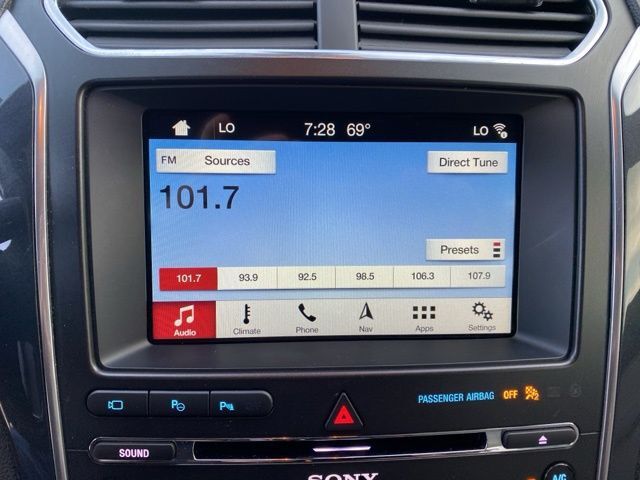 LO 7:28 69° LO
FM Sources Direct Tune
101.7
Presets
101.7 93.9 92.5 98.5 106.3 107.9
Audio Climate Phone Nav Apps Settings
PASSENGER AIRBAG OFF
SOUND
SONY
A/C